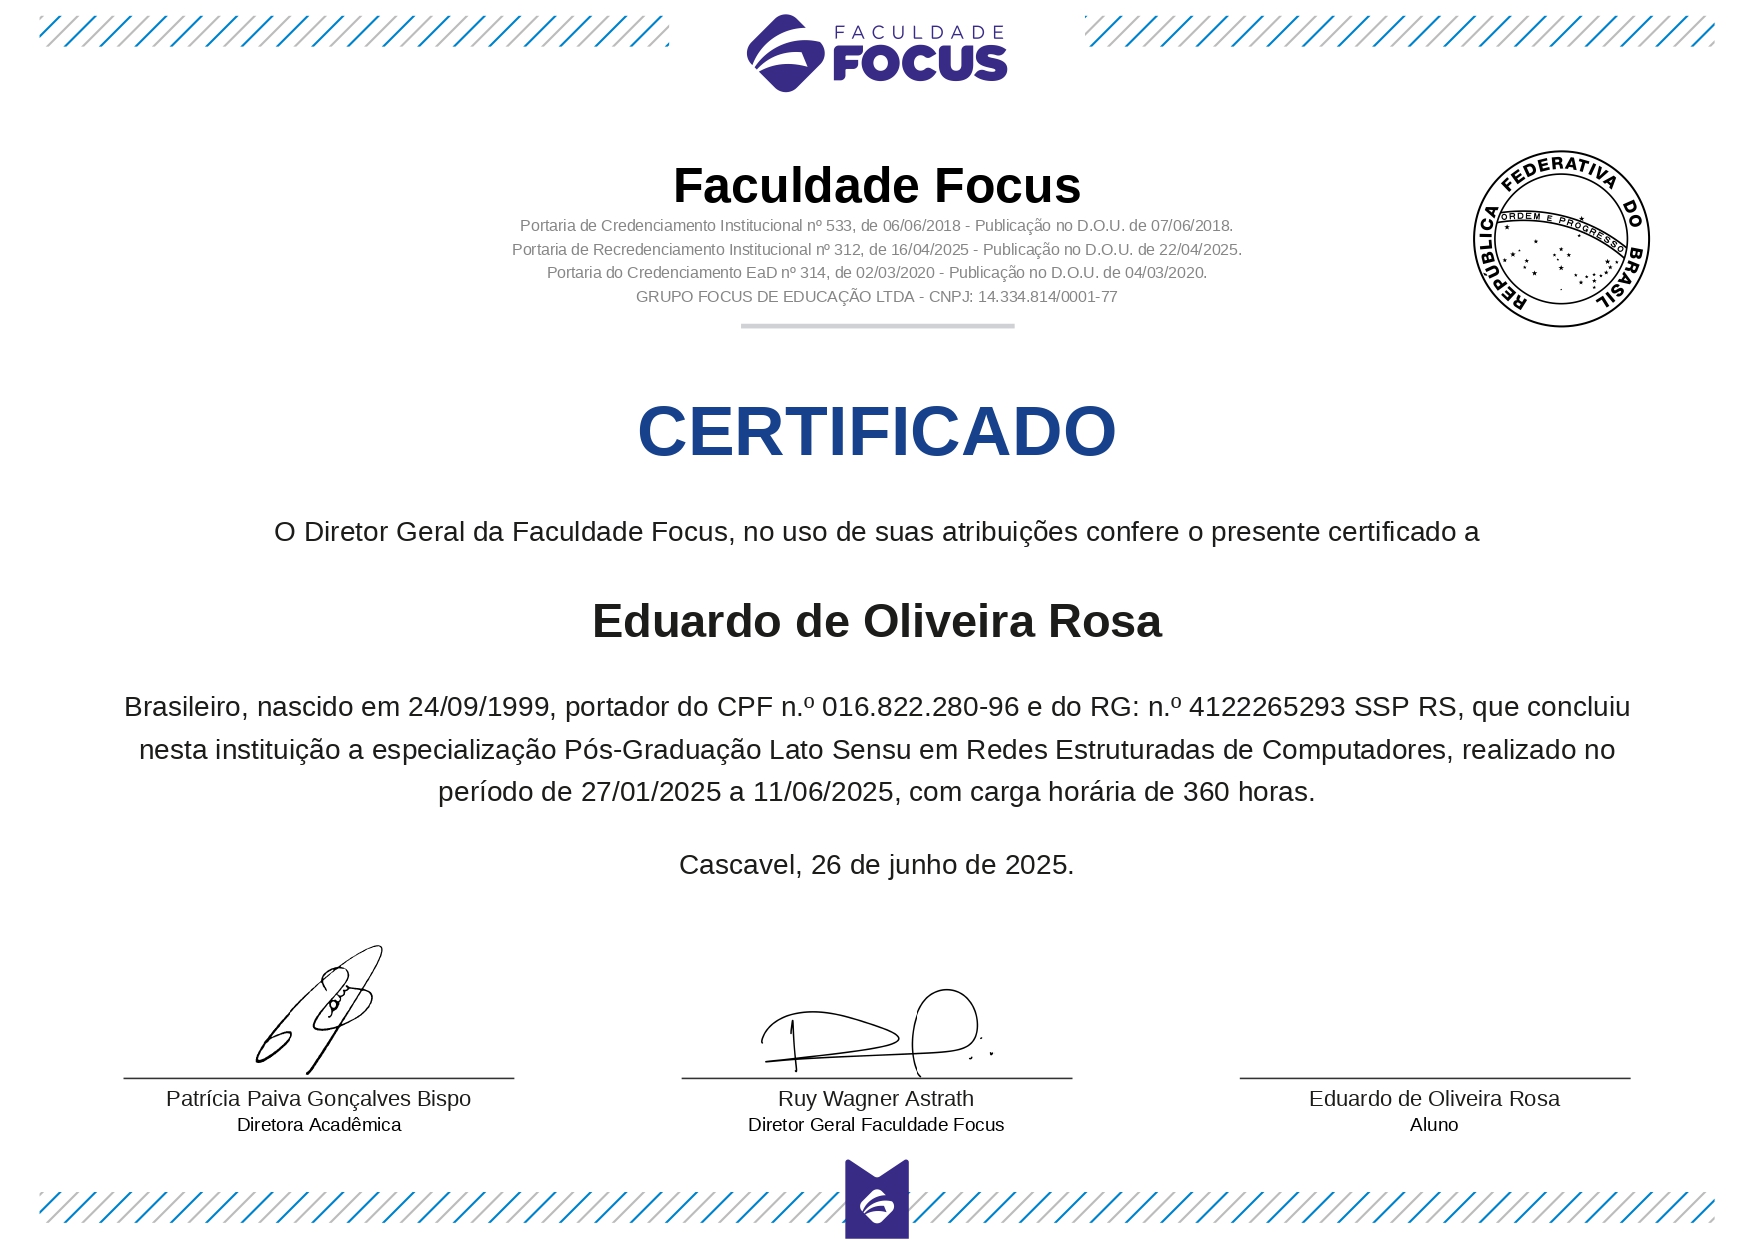 FACULDADE
FOCUS
Faculdade Focus
Portaria de Credenciamento Institucional nº 533, de 06/06/2018 - Publicação no D.O.U. de 07/06/2018.
Portaria de Recredenciamento Institucional nº 312, de 16/04/2025 - Publicação no D.O.U. de 22/04/2025.
Portaria do Credenciamento EaD nº 314, de 02/03/2020 - Publicação no D.O.U. de 04/03/2020.
GRUPO FOCUS DE EDUCAÇÃO LTDA - CNPJ: 14.334.814/0001-77
REPÚBLICA FEDERATIVA DO BRASIL
ORDEM E PROGRESSO
CERTIFICADO
O Diretor Geral da Faculdade Focus, no uso de suas atribuições confere o presente certificado a
Eduardo de Oliveira Rosa
Brasileiro, nascido em 24/09/1999, portador do CPF n.º 016.822.280-96 e do RG: n.º 4122265293 SSP RS, que concluiu
nesta instituição a especialização Pós-Graduação Lato Sensu em Redes Estruturadas de Computadores, realizado no
período de 27/01/2025 a 11/06/2025, com carga horária de 360 horas.
Cascavel, 26 de junho de 2025.
Patrícia Paiva Gonçalves Bispo
Diretora Acadêmica
Ruy Wagner Astrath
Diretor Geral Faculdade Focus
Eduardo de Oliveira Rosa
Aluno